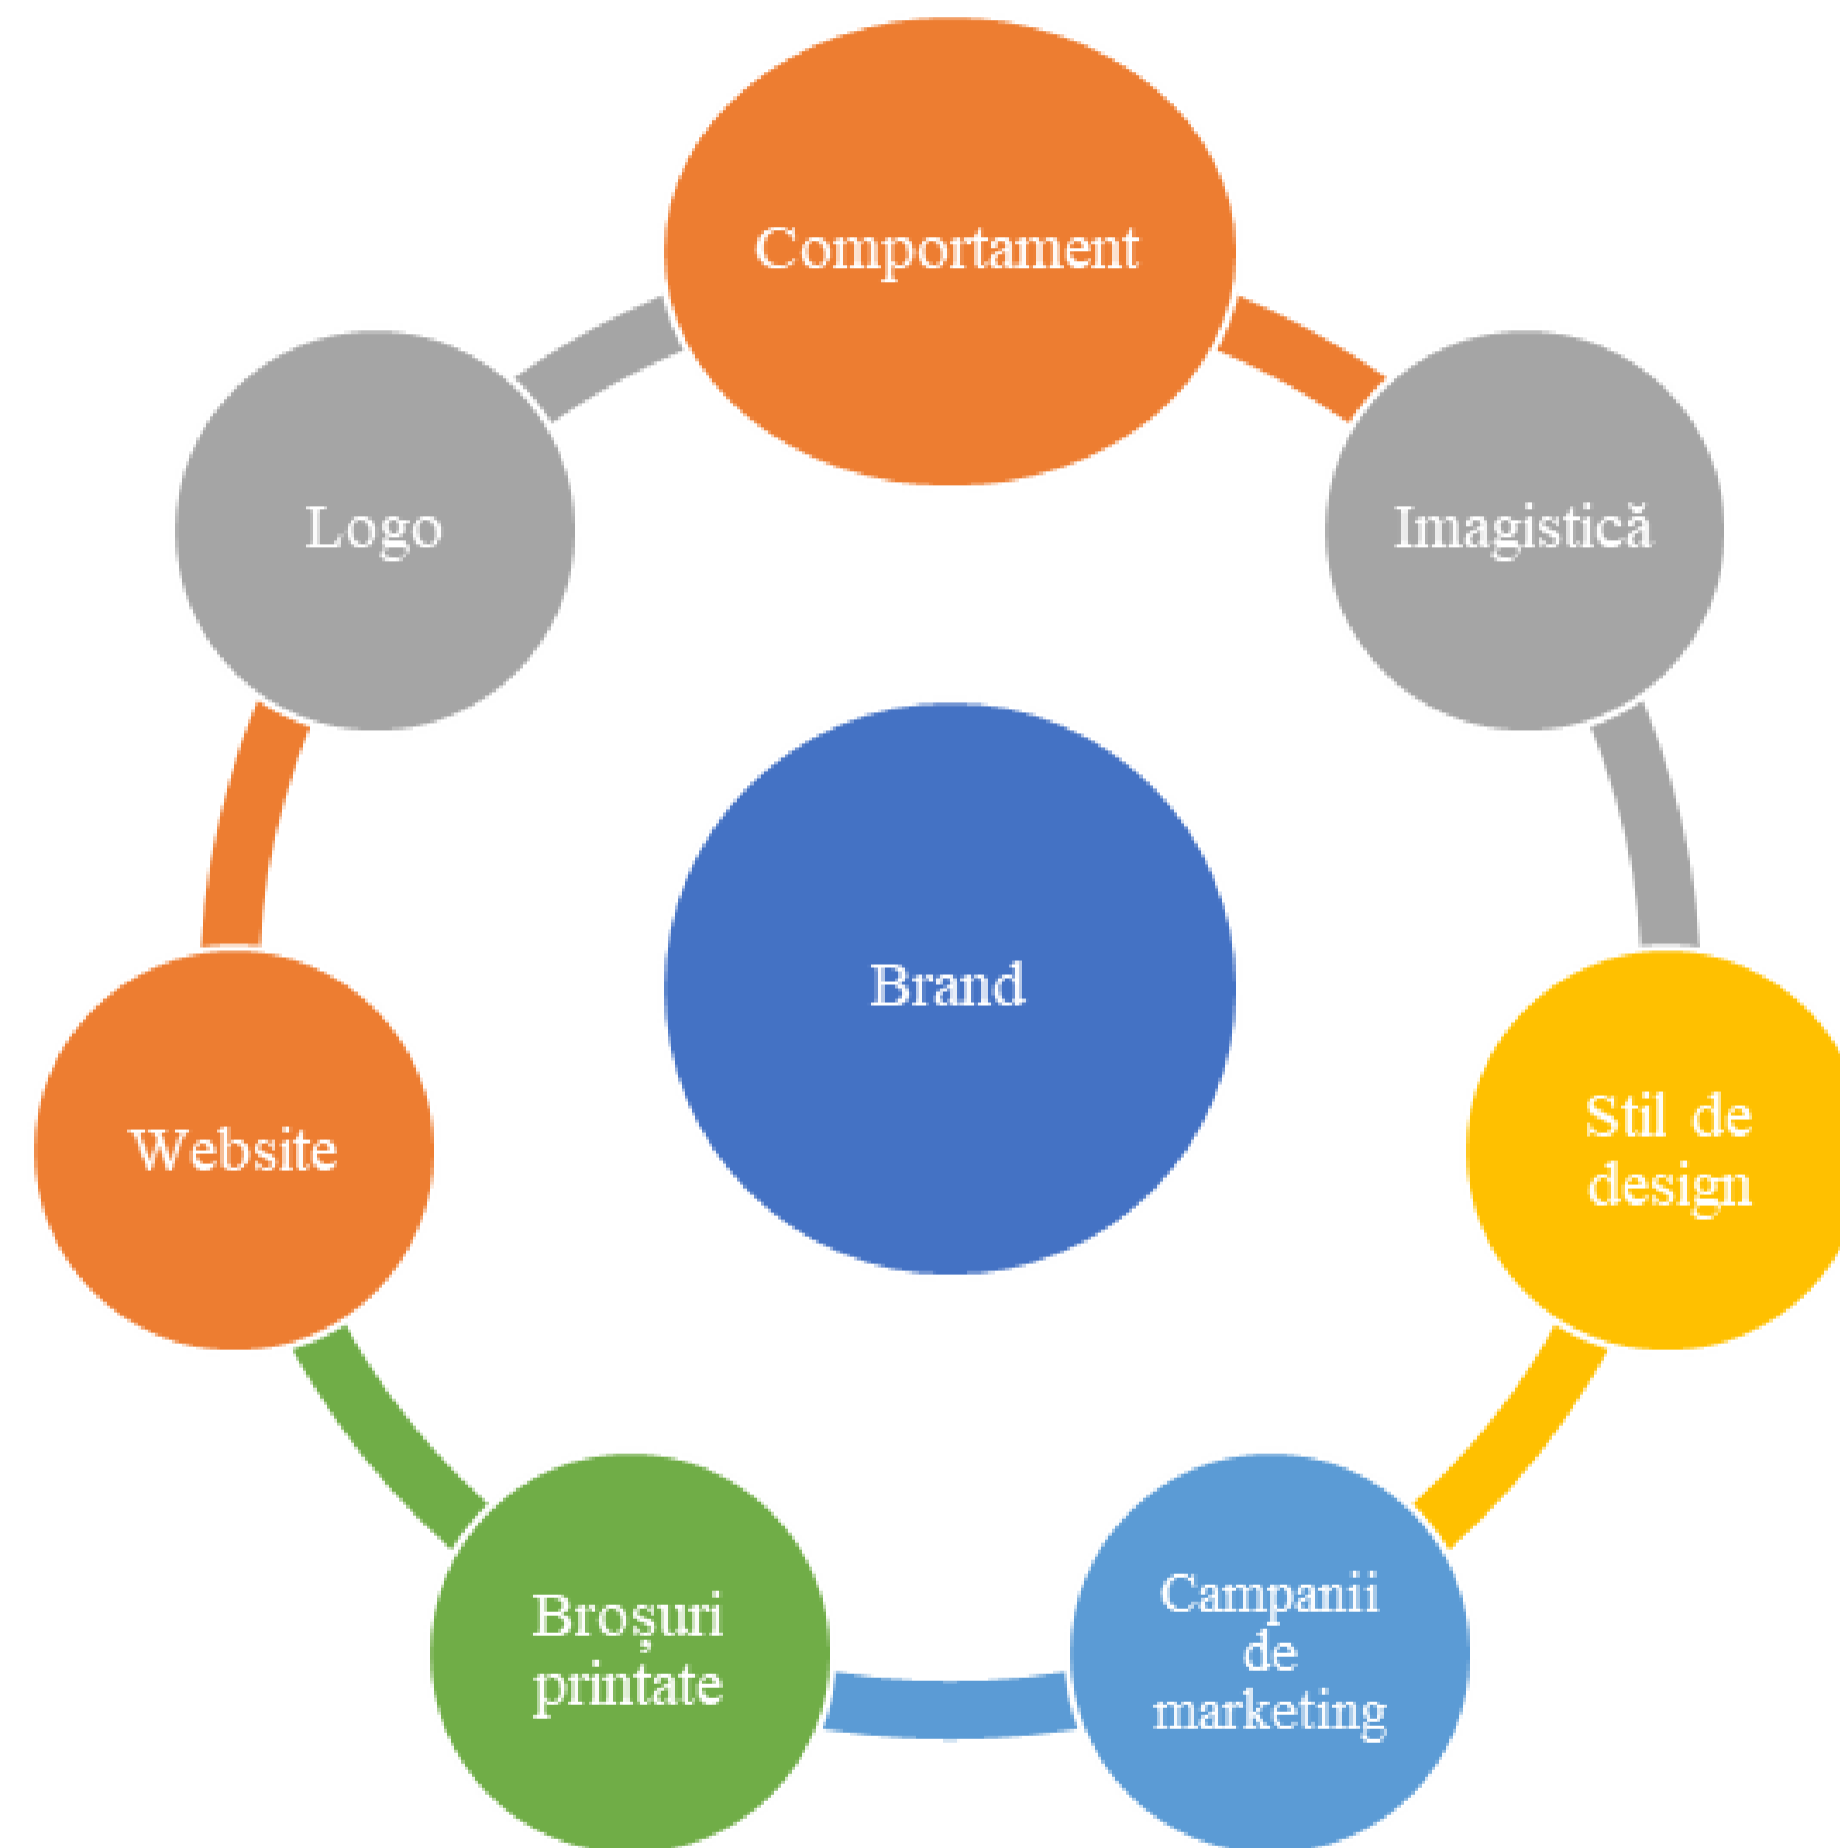 Comportament
Logo
Imagistică
Brand
Website
Stil de
design
Broșuri
printate
Campanii
de
marketing